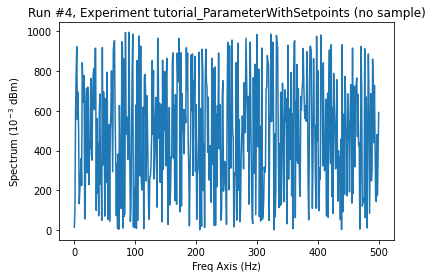 Run #4, Experiment tutorial_ParameterWithSetpoints (no sample)
1000
800
600
400
200
0
Spectrum (10⁻³ dBm)
0 100 200 300 400 500
Freq Axis (Hz)